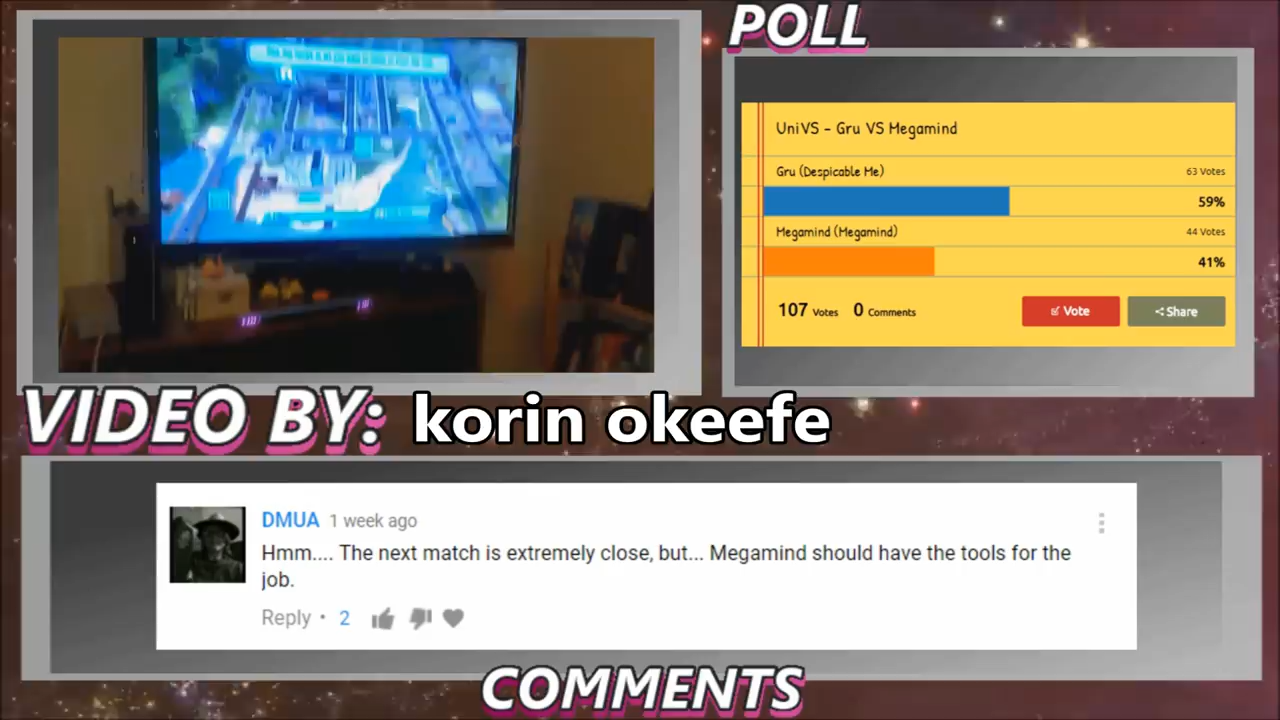 POLL
UniVS - Gru VS Megamind
Gru (Despicable Me) 63 Votes
59%
Megamind (Megamind) 44 Votes
41%
107 Votes 0 Comments Vote Share
VIDEO BY: korin okeefe
DMUA 1 week ago
Hmm.... The next match is extremely close, but... Megamind should have the tools for the
job.
Reply • 2
COMMENTS